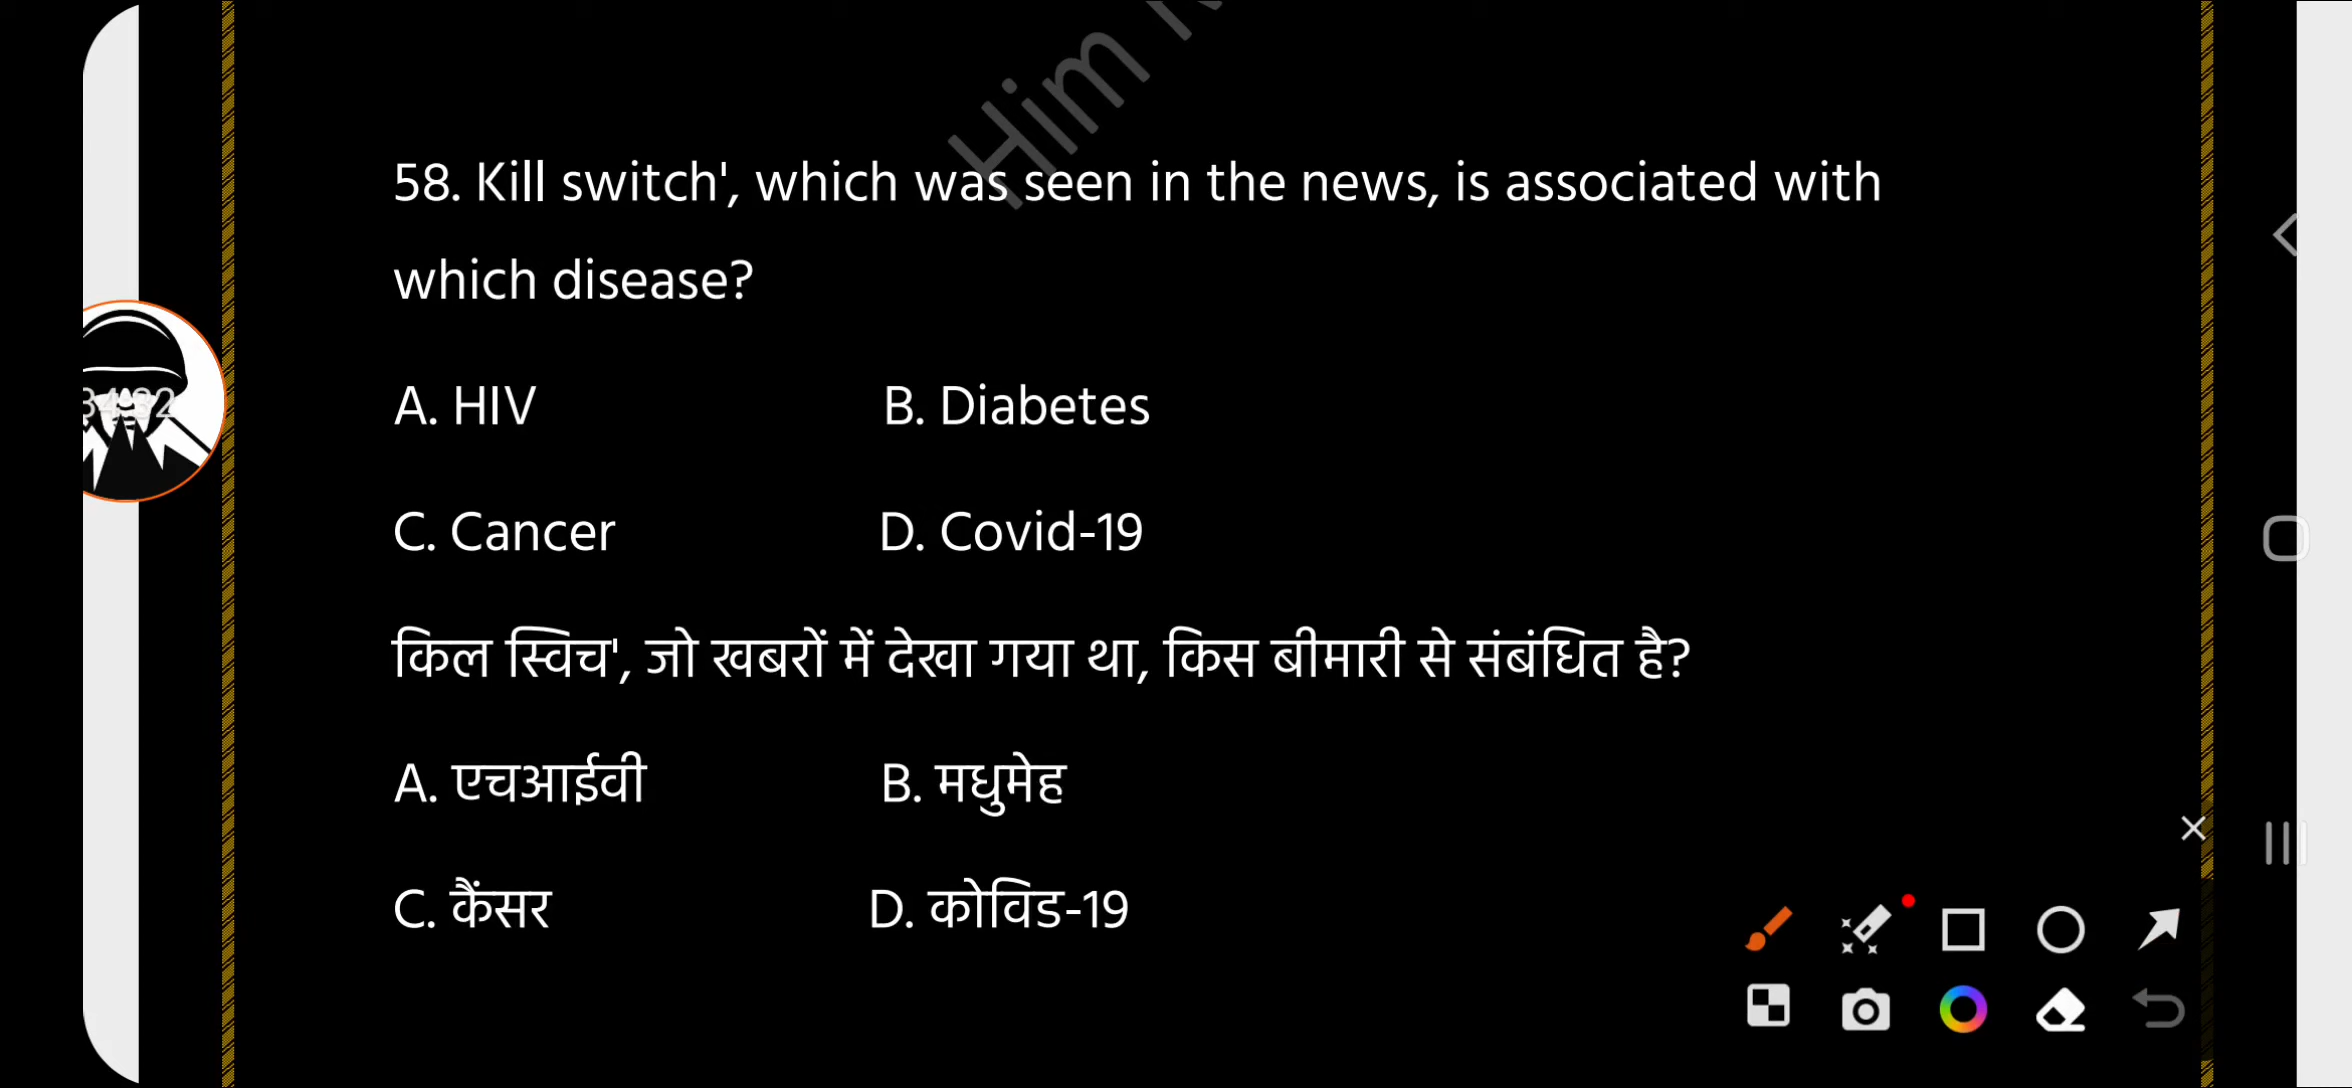 Him
58. Kill switch', which was seen in the news, is associated with
which disease?
A. HIV B. Diabetes
C. Cancer D. Covid-19
किल स्विच', जो खबरों में देखा गया था, किस बीमारी से संबंधित है?
A. एचआईवी B. मधुमेह
C. कैंसर D. कोविड-19